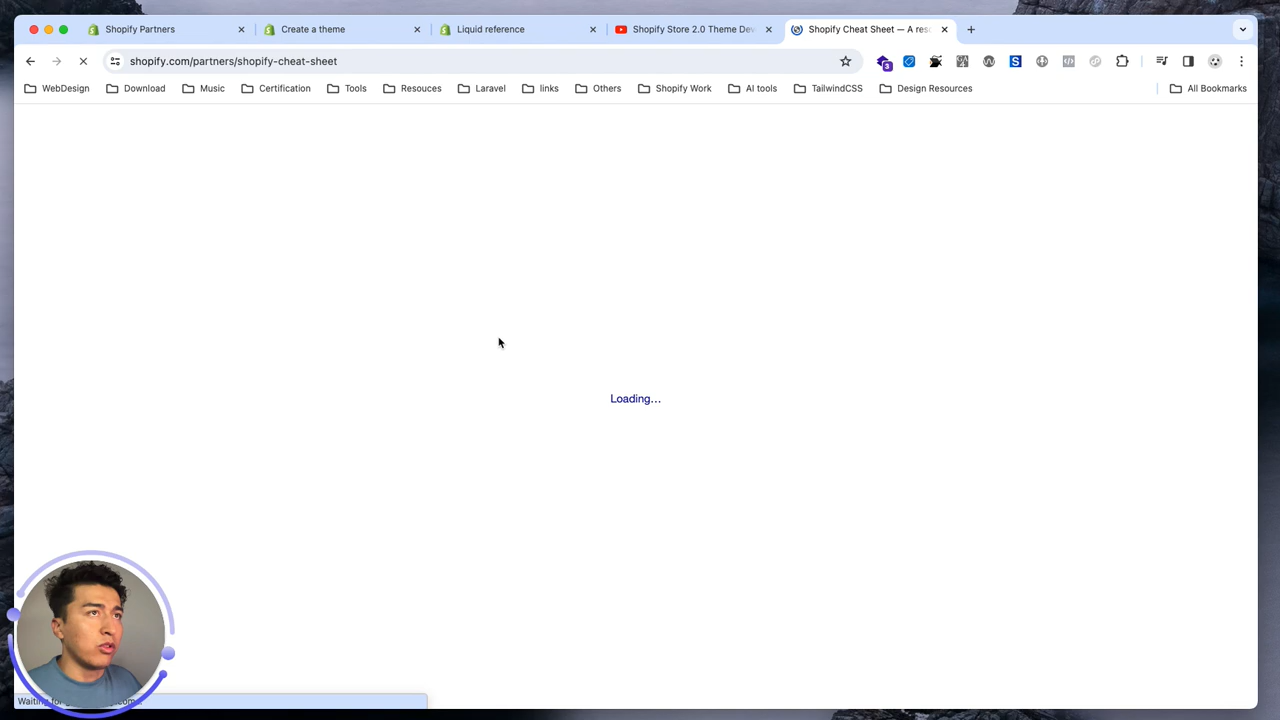 Shopify Partners
Create a theme
Liquid reference
Shopify Store 2.0 Theme Dev
Shopify Cheat Sheet — A res
shopify.com/partners/shopify-cheat-sheet
3
WebDesign
Download
Music
Certification
Tools
Resouces
Laravel
links
Others
Shopify Work
AI tools
TailwindCSS
Design Resources
All Bookmarks
Loading...
Waiting